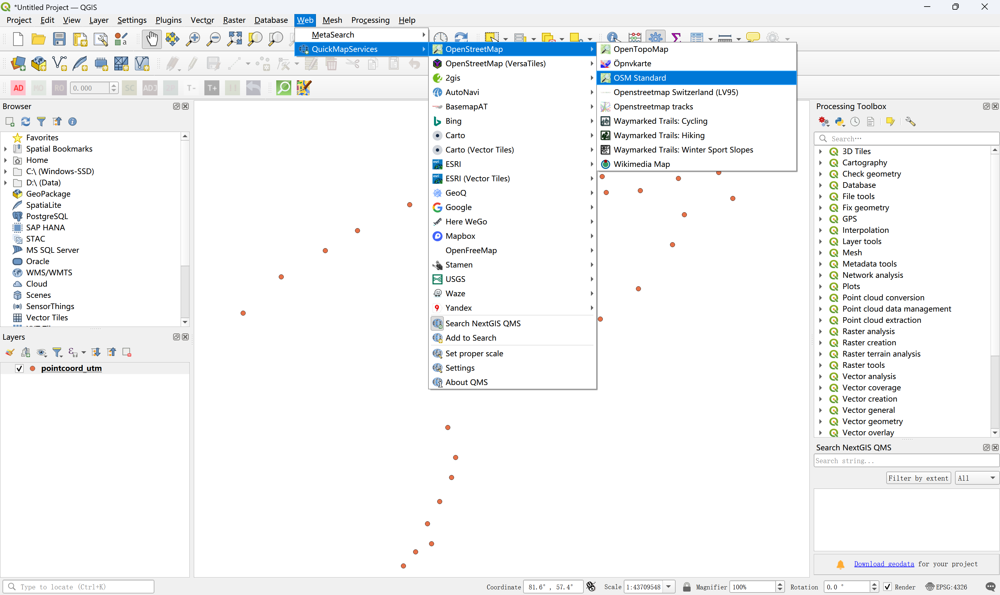 *Untitled Project — QGIS
Project Edit View Layer Settings Plugins Vector Raster Database Web Mesh Processing Help
MetaSearch
QuickMapServices
OpenStreetMap
OpenStreetMap (VersaTiles)
2gis
AutoNavi
BasemapAT
Bing
Carto
Carto (Vector Tiles)
ESRI
ESRI (Vector Tiles)
GeoQ
Google
Here WeGo
Mapbox
OpenFreeMap
Stamen
USGS
Waze
Yandex
Search NextGIS QMS
Add to Search
Set proper scale
Settings
About QMS
OpenTopoMap
Öpnvkarte
OSM Standard
Openstreetmap Switzerland (LV95)
Openstreetmap tracks
Waymarked Trails: Cycling
Waymarked Trails: Hiking
Waymarked Trails: Winter Sport Slopes
Wikimedia Map
AD MO RO 0.000 SC ADJ 2P T- T+ !!
Browser
Favorites
Spatial Bookmarks
Home
C:\ (Windows-SSD)
D:\ (Data)
GeoPackage
SpatiaLite
PostgreSQL
SAP HANA
STAC
MS SQL Server
Oracle
WMS/WMTS
Cloud
Scenes
SensorThings
Vector Tiles
Layers
pointcoord_utm
Processing Toolbox
Search…
3D Tiles
Cartography
Check geometry
Database
File tools
Fix geometry
GPS
Interpolation
Layer tools
Mesh
Metadata tools
Network analysis
Plots
Point cloud conversion
Point cloud data management
Point cloud extraction
Raster analysis
Raster creation
Raster terrain analysis
Raster tools
Vector analysis
Vector coverage
Vector creation
Vector general
Vector geometry
Vector overlay
Search NextGIS QMS
Search string...
Filter by extent All
Download geodata for your project
Type to locate (Ctrl+K) Coordinate 81.6° , 57.4° Scale 1:43709548 Magnifier 100% Rotation 0.0 ° Render EPSG:4326